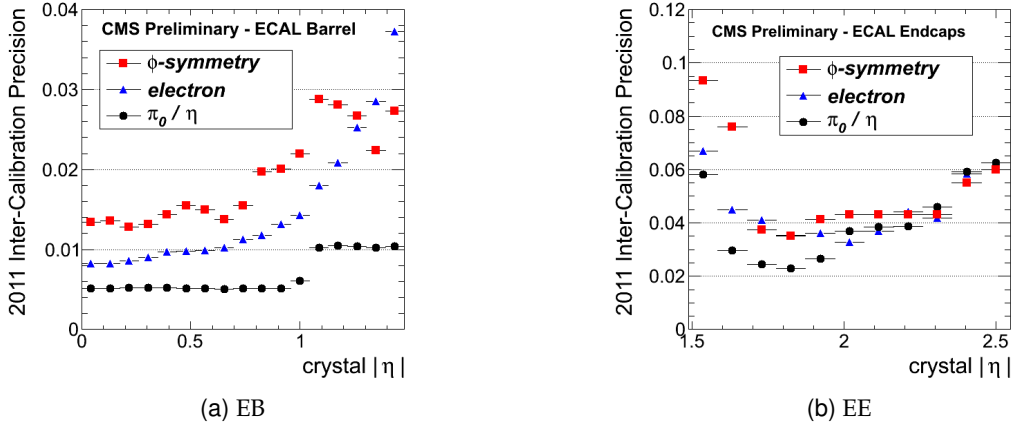 2011 Inter-Calibration Precision
0.04
0.03
0.02
0.01
0
CMS Preliminary - ECAL Barrel
ϕ-symmetry
electron
π₀ / η
0 0.5 1
crystal | η |
(a) EB
2011 Inter-Calibration Precision
0.12
0.1
0.08
0.06
0.04
0.02
0
CMS Preliminary - ECAL Endcaps
ϕ-symmetry
electron
π₀ / η
1.5 2 2.5
crystal | η |
(b) EE